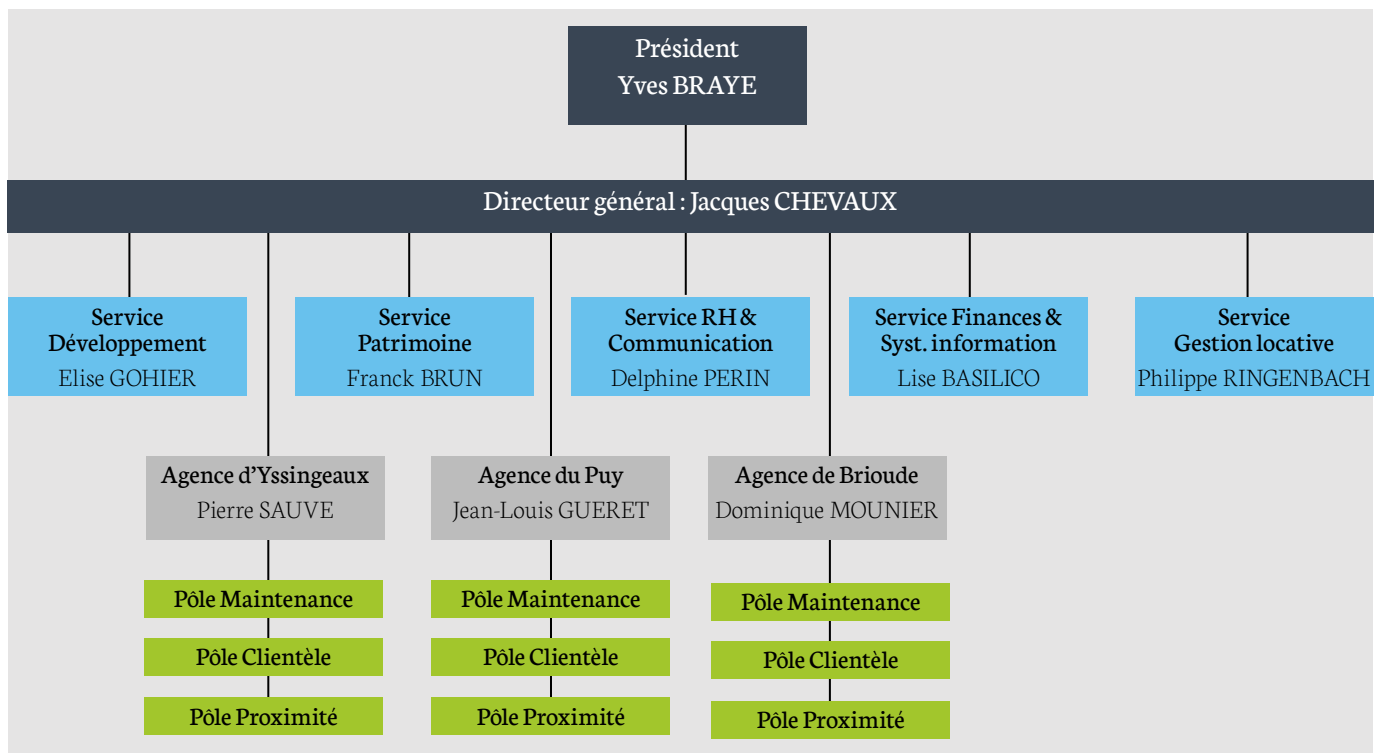 Président
Yves BRAYE
Directeur général : Jacques CHEVAUX
Service
Développement
Elise GOHIER
Service
Patrimoine
Franck BRUN
Service RH &
Communication
Delphine PERIN
Service Finances &
Syst. information
Lise BASILICO
Service
Gestion locative
Philippe RINGENBACH
Agence d'Yssingeaux
Pierre SAUVE
Agence du Puy
Jean-Louis GUERET
Agence de Brioude
Dominique MOUNIER
Pôle Maintenance
Pôle Clientèle
Pôle Proximité
Pôle Maintenance
Pôle Clientèle
Pôle Proximité
Pôle Maintenance
Pôle Clientèle
Pôle Proximité